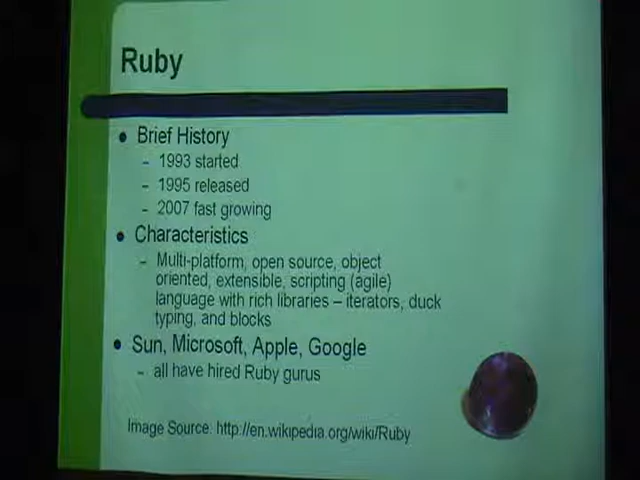 Ruby
• Brief History
– 1993 started
– 1995 released
– 2007 fast growing
• Characteristics
– Multi-platform, open source, object
oriented, extensible, scripting (agile)
language with rich libraries – iterators, duck
typing, and blocks
• Sun, Microsoft, Apple, Google
– all have hired Ruby gurus
Image Source: http://en.wikipedia.org/wiki/Ruby